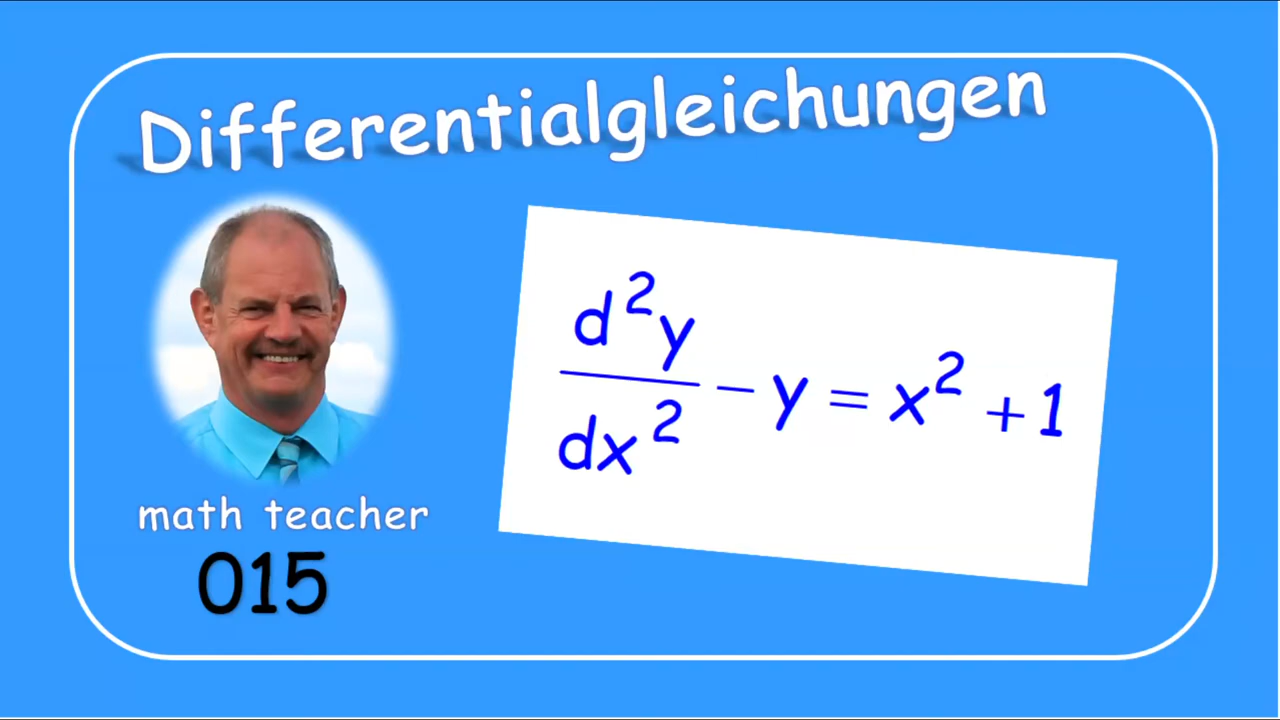 Differentialgleichungen
d²y
dx² − y = x² + 1
math teacher
015